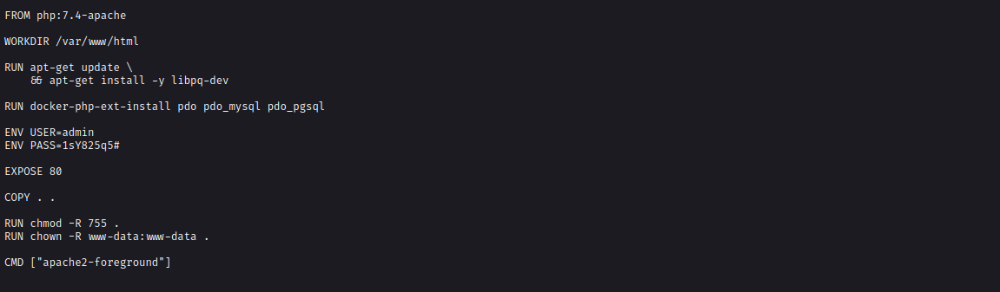 FROM php:7.4-apache
WORKDIR /var/www/html
RUN apt-get update \
&& apt-get install -y libpq-dev
RUN docker-php-ext-install pdo pdo_mysql pdo_pgsql
ENV USER=admin
ENV PASS=1sY825q5#
EXPOSE 80
COPY . .
RUN chmod -R 755 .
RUN chown -R www-data:www-data .
CMD ["apache2-foreground"]